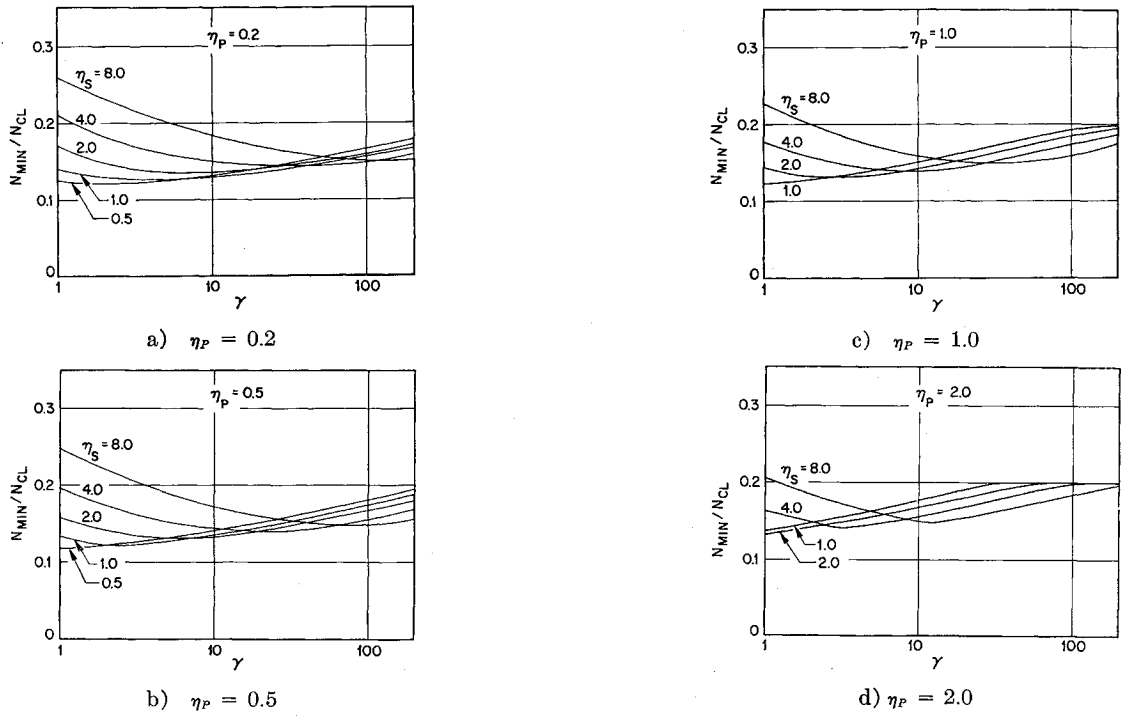 η_P = 0.2
0.3
η_S = 8.0
0.2
4.0
2.0
0.1
1.0
0.5
0
N_MIN/N_CL
1 10 100
γ
a) η_P = 0.2
η_P = 0.5
0.3
η_S = 8.0
0.2
4.0
2.0
0.1
1.0
0.5
0
N_MIN/N_CL
1 10 100
γ
b) η_P = 0.5
η_P = 1.0
0.3
η_S = 8.0
0.2
4.0
2.0
1.0
0.1
0
N_MIN/N_CL
1 10 100
γ
c) η_P = 1.0
η_P = 2.0
0.3
η_S = 8.0
0.2
4.0
1.0
2.0
0.1
0
N_MIN/N_CL
1 10 100
γ
d) η_P = 2.0